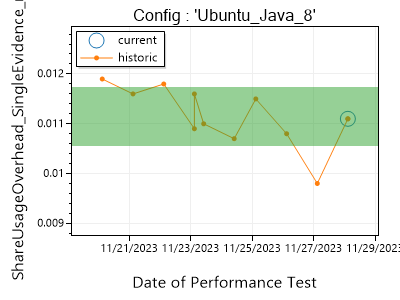 Config : 'Ubuntu_Java_8'
current
historic
0.012
0.011
0.01
0.009
ShareUsageOverhead_SingleEvidence_
11/21/2023 11/23/2023 11/25/2023 11/27/2023 11/29/2023
Date of Performance Test